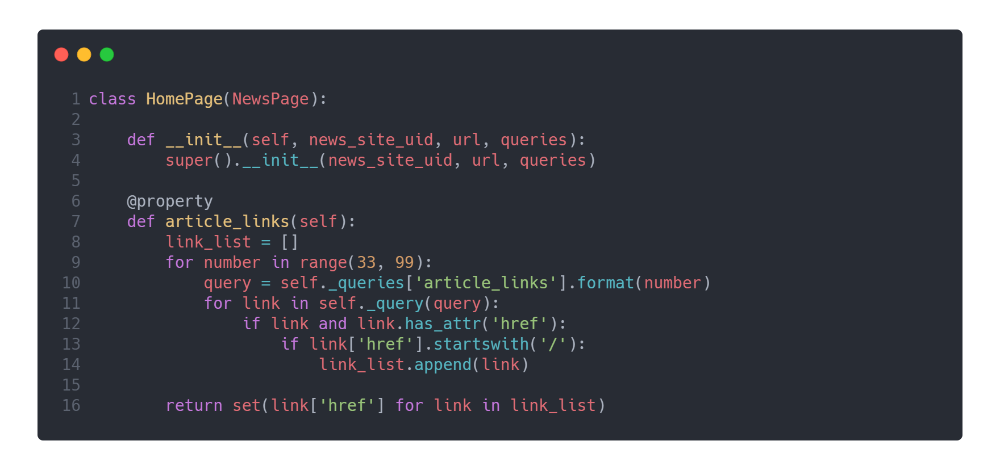 1 class HomePage(NewsPage):
2
3     def __init__(self, news_site_uid, url, queries):
4         super().__init__(news_site_uid, url, queries)
5
6     @property
7     def article_links(self):
8         link_list = []
9         for number in range(33, 99):
10             query = self._queries['article_links'].format(number)
11             for link in self._query(query):
12                 if link and link.has_attr('href'):
13                     if link['href'].startswith('/'):
14                         link_list.append(link)
15
16         return set(link['href'] for link in link_list)